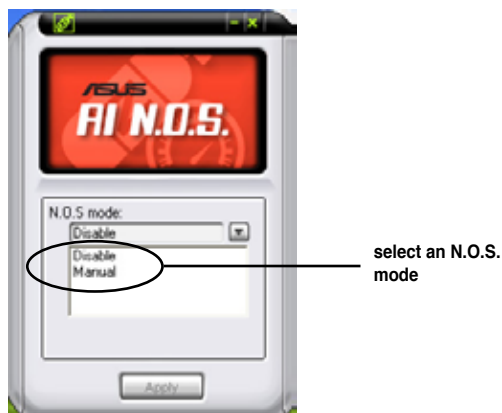 ASUS
AI N.O.S.
N.O.S mode:
Disable
Disable
Manual
select an N.O.S.
mode
Apply